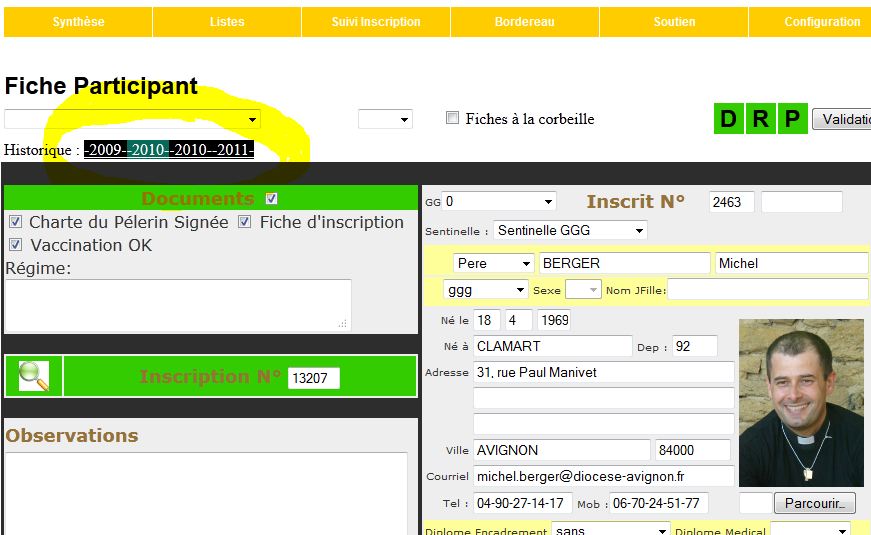 Synthèse Listes Suivi Inscription Bordereau Soutien Configuration
Fiche Participant
Fiches à la corbeille D R P Validatio
Historique : -2009--2010--2010--2011-
Documents
Charte du Pélerin Signée Fiche d'inscription
Vaccination OK
Régime:
Inscription N° 13207
Observations
GG 0 Inscrit N° 2463
Sentinelle : Sentinelle GGG
Pere BERGER Michel
ggg Sexe Nom JFille:
Né le 18 4 1969
Né à CLAMART Dep : 92
Adresse 31, rue Paul Manivet
Ville AVIGNON 84000
Courriel michel.berger@diocese-avignon.fr
Tel : 04-90-27-14-17 Mob : 06-70-24-51-77 Parcourir...
Diplome Encadrement sans Diplome Medical